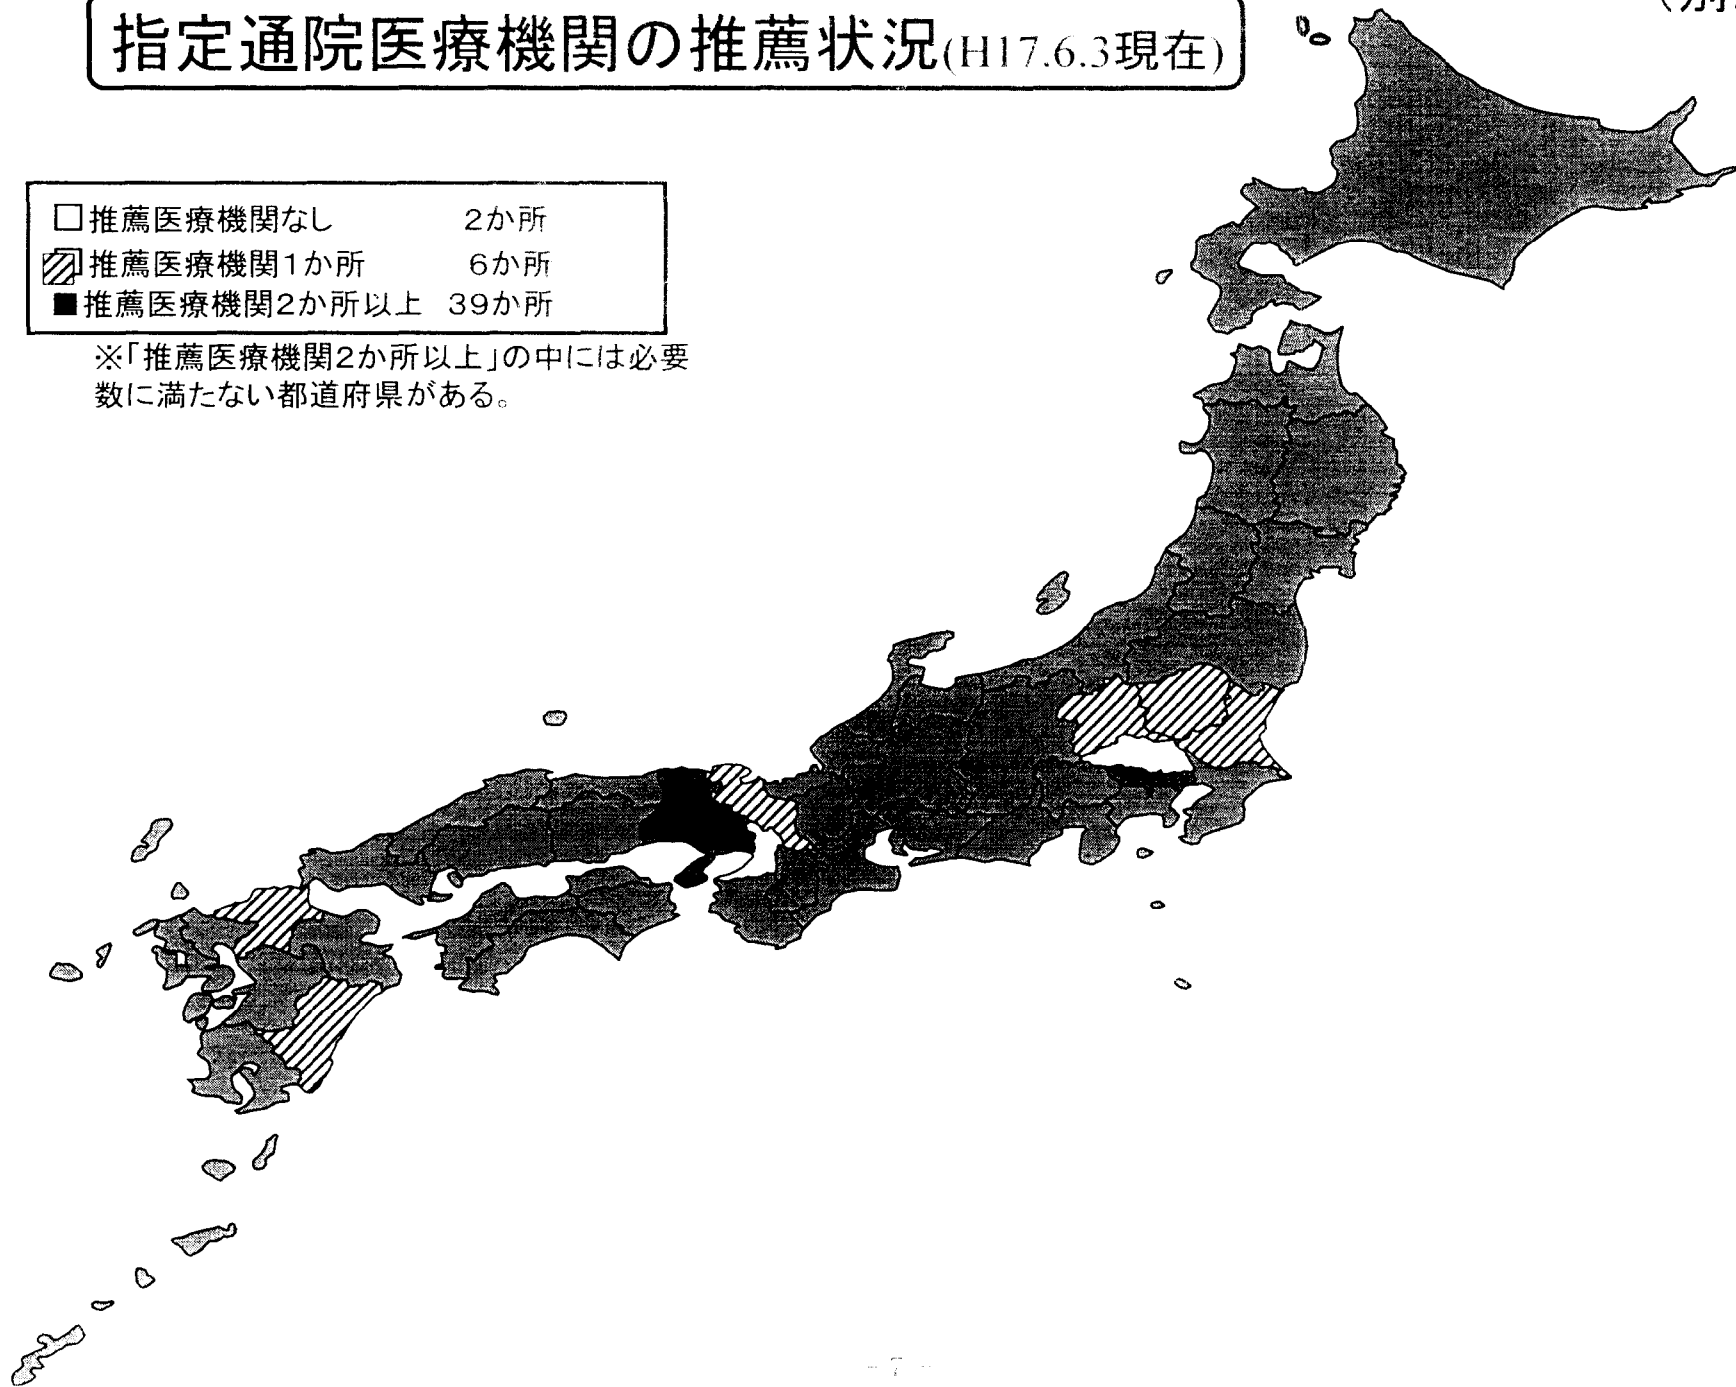 指定通院医療機関の推薦状況(H17.6.3現在)
□推薦医療機関なし 2か所
推薦医療機関1か所 6か所
■推薦医療機関2か所以上 39か所
※「推薦医療機関2か所以上」の中には必要
数に満たない都道府県がある。
- 7 -